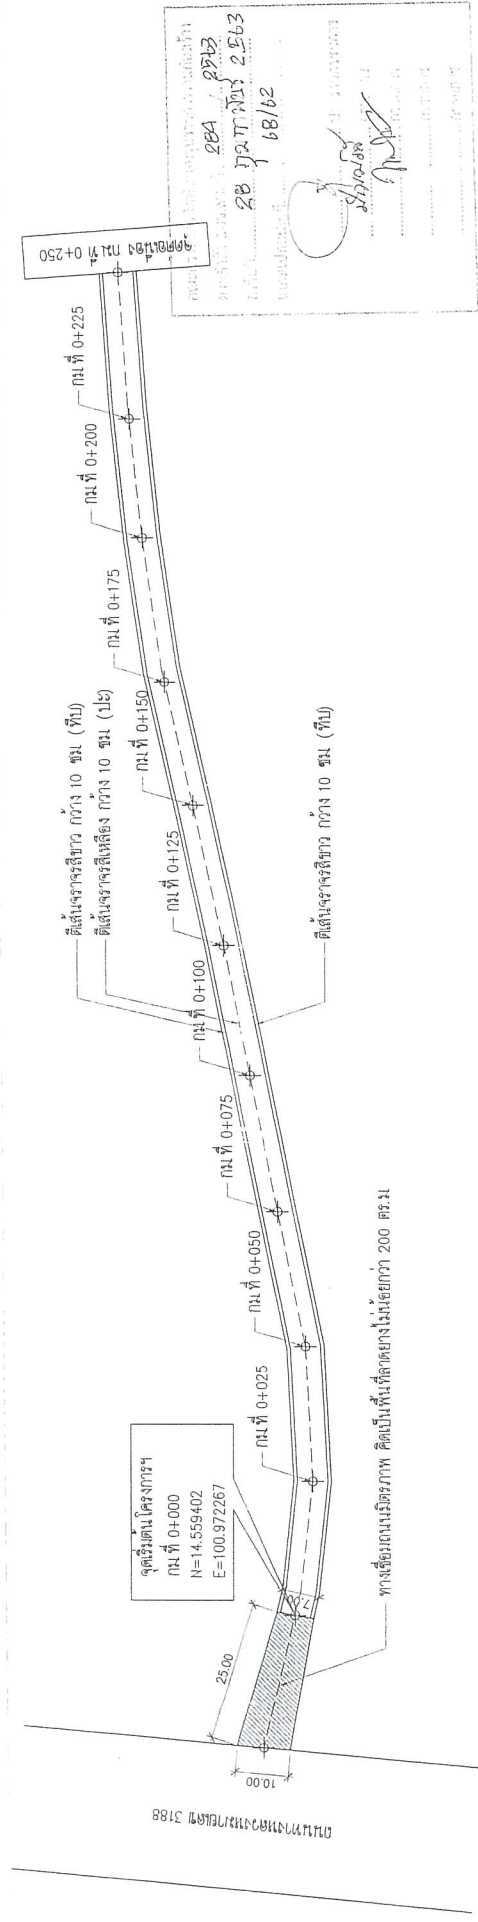 284 / 2563
28 กุมภาพันธ์ 2563
68/62
จุดต่อเนื่อง กม.ที่ 0+250
กม.ที่ 0+225
กม.ที่ 0+200
กม.ที่ 0+175
กม.ที่ 0+150
กม.ที่ 0+125
กม.ที่ 0+100
กม.ที่ 0+075
กม.ที่ 0+050
กม.ที่ 0+025
ตีเส้นจราจรสีขาว กว้าง 10 ซม (ทึบ)
ตีเส้นจราจรสีเหลือง กว้าง 10 ซม (ปะ)
ตีเส้นจราจรสีขาว กว้าง 10 ซม (ทึบ)
จุดเริ่มต้นโครงการฯ
กม.ที่ 0+000
N=14.559402
E=100.972267
25.00
7.00
10.00
ทางเชื่อมถนนมิตรภาพ คิดเป็นพื้นที่ลาดยางไม่น้อยกว่า 200 ตร.ม
ถนนทางหลวงหมายเลข 3188